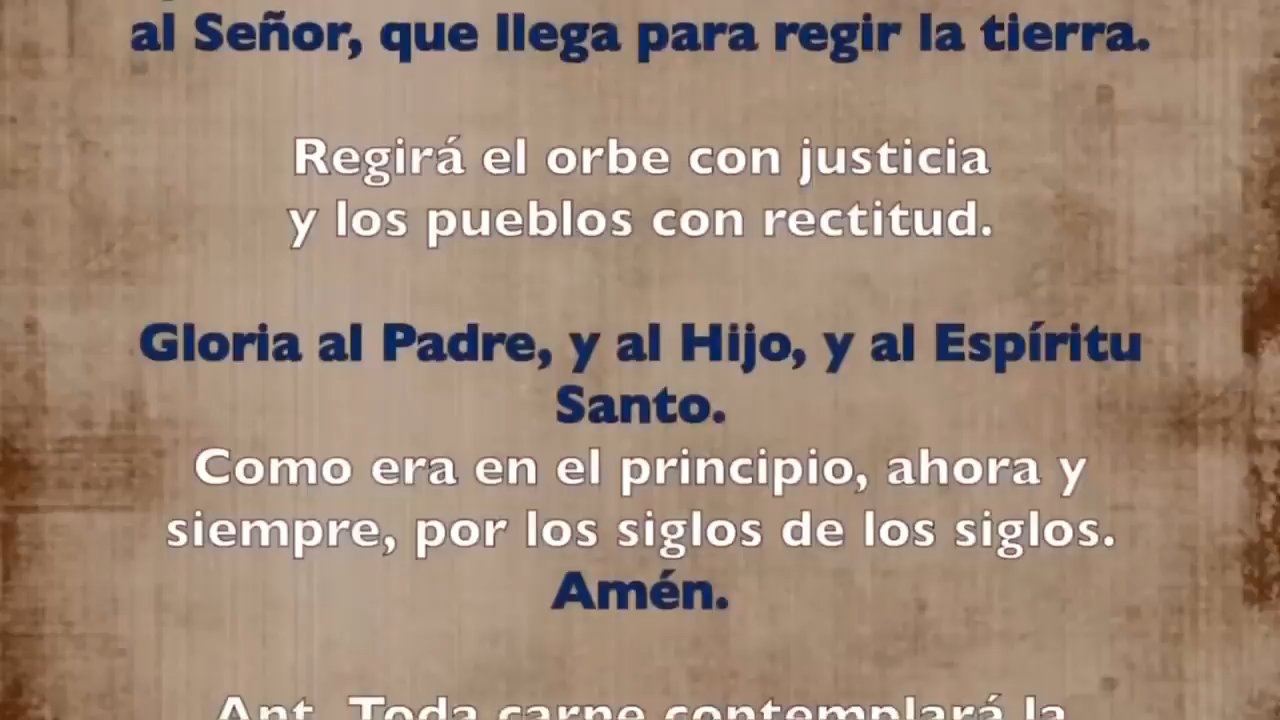 al Señor, que llega para regir la tierra.
Regirá el orbe con justicia
y los pueblos con rectitud.
Gloria al Padre, y al Hijo, y al Espíritu
Santo.
Como era en el principio, ahora y
siempre, por los siglos de los siglos.
Amén.
Ant. Toda carne contemplará la